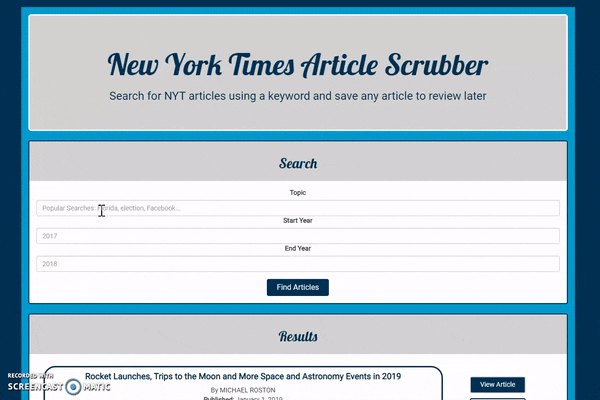 New York Times Article Scrubber
Search for NYT articles using a keyword and save any article to review later
Search
Topic
Popular Searches: Florida, election, Facebook...
Start Year
2017
End Year
2018
Find Articles
Results
Rocket Launches, Trips to the Moon and More Space and Astronomy Events in 2019
View Article
By MICHAEL ROSTON
Published: January 1, 2019
RECORDED WITH
SCREENCAST MATIC